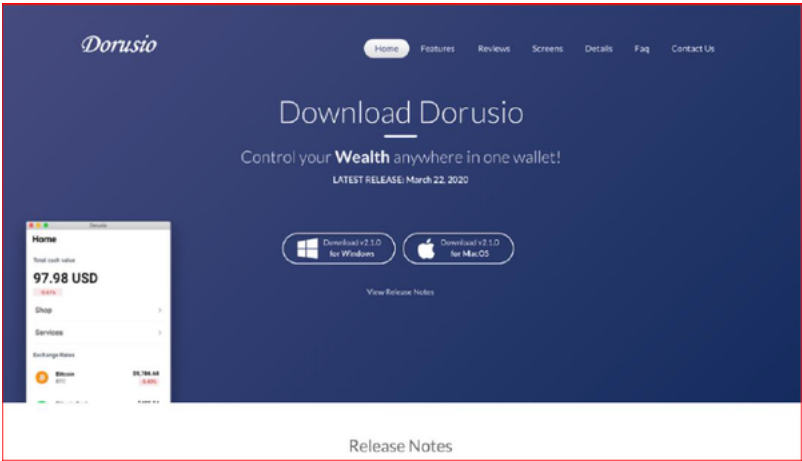 Dorusio
Home Features Reviews Screens Details Faq Contact Us
Download Dorusio
Control your Wealth anywhere in one wallet!
LATEST RELEASE: March 22, 2020
Download v2.1.0
for Windows
Download v2.1.0
for MacOS
View Release Notes
Dorusio
Home
Total cash value
97.98 USD
Shop
Services
Exchange Rates
Bitcoin
BTC
Release Notes